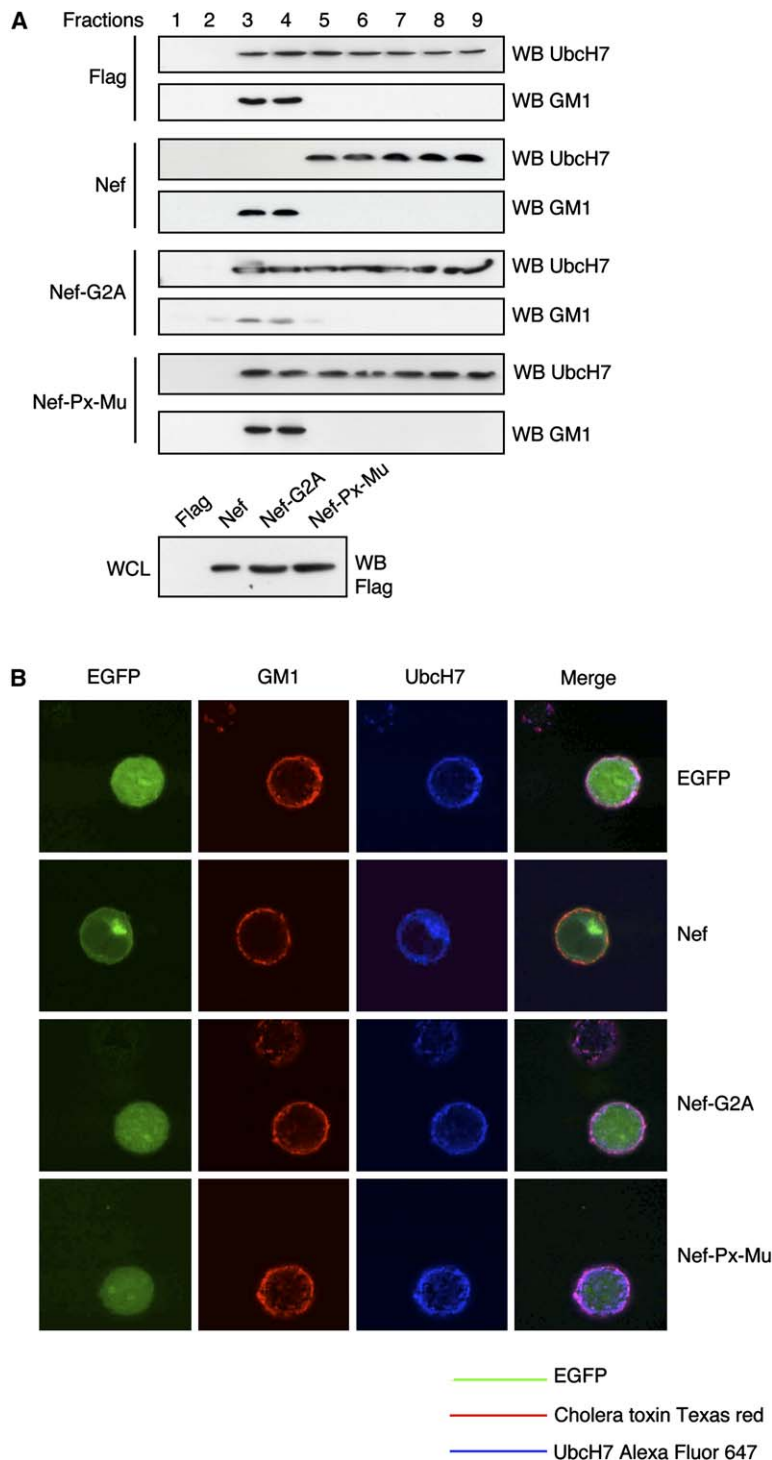 A Fractions 1 2 3 4 5 6 7 8 9
Flag
WB UbcH7
WB GM1
Nef
WB UbcH7
WB GM1
Nef-G2A
WB UbcH7
WB GM1
Nef-Px-Mu
WB UbcH7
WB GM1
Flag Nef Nef-G2A Nef-Px-Mu
WCL
WB
Flag
B EGFP GM1 UbcH7 Merge
EGFP
Nef
Nef-G2A
Nef-Px-Mu
EGFP
Cholera toxin Texas red
UbcH7 Alexa Fluor 647